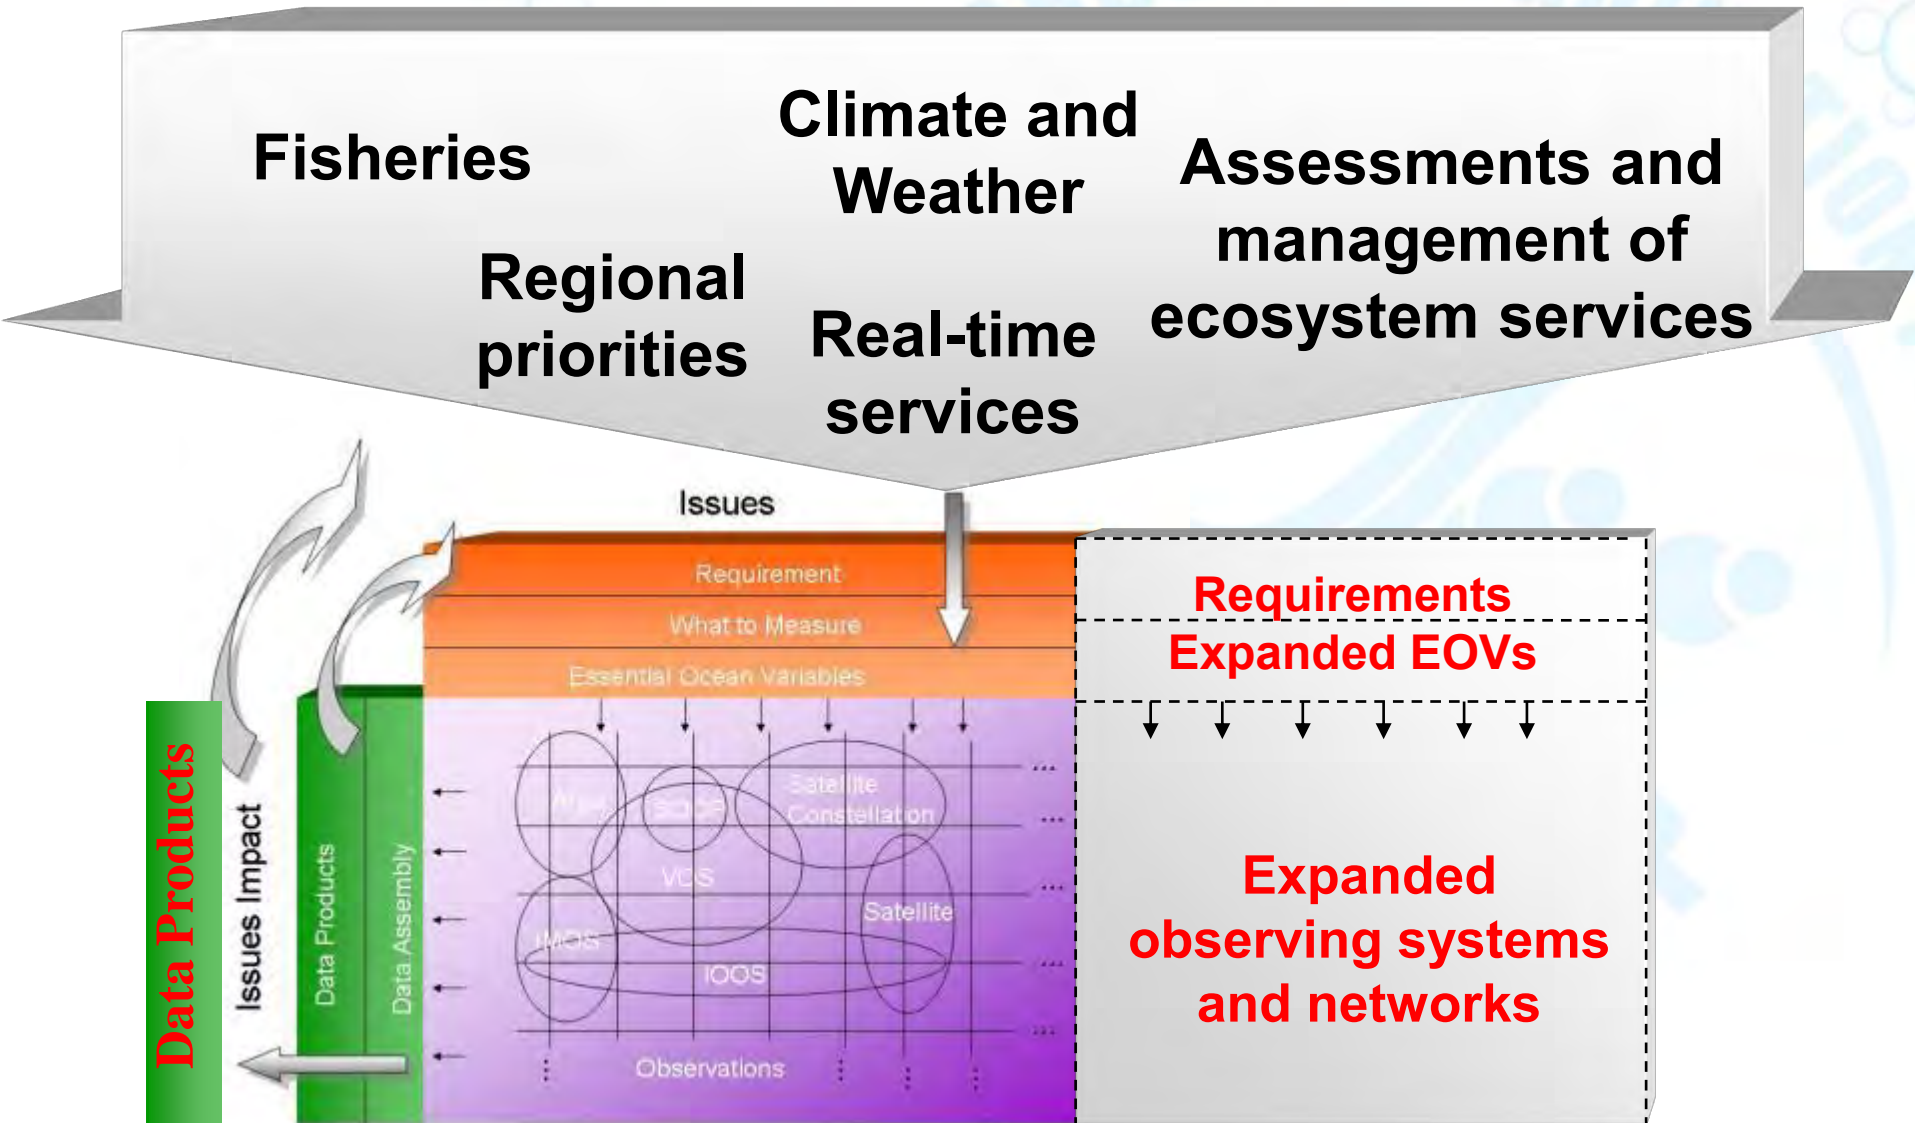 Fisheries
Climate and
Weather
Assessments and
management of
ecosystem services
Regional
priorities
Real-time
services
Issues
Requirement
What to Measure
Essential Ocean Variables
Requirements
Expanded EOVs
Data Products
Issues Impact
Data Products
Data Assembly
Satellite
Constellation
VOS
Satellite
IMOS
IOOS
Observations
Expanded
observing systems
and networks